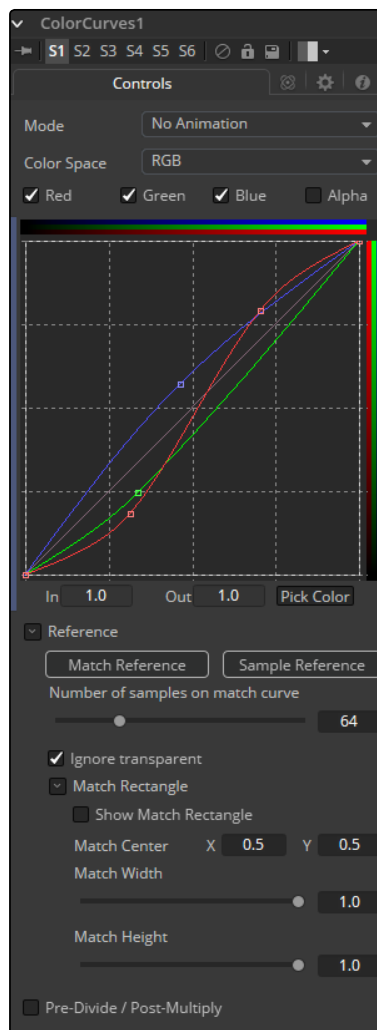 ColorCurves1
S1 S2 S3 S4 S5 S6
Controls
Mode No Animation
Color Space RGB
Red Green Blue Alpha
In 1.0 Out 1.0 Pick Color
Reference
Match Reference Sample Reference
Number of samples on match curve
64
Ignore transparent
Match Rectangle
Show Match Rectangle
Match Center X 0.5 Y 0.5
Match Width
1.0
Match Height
1.0
Pre-Divide / Post-Multiply